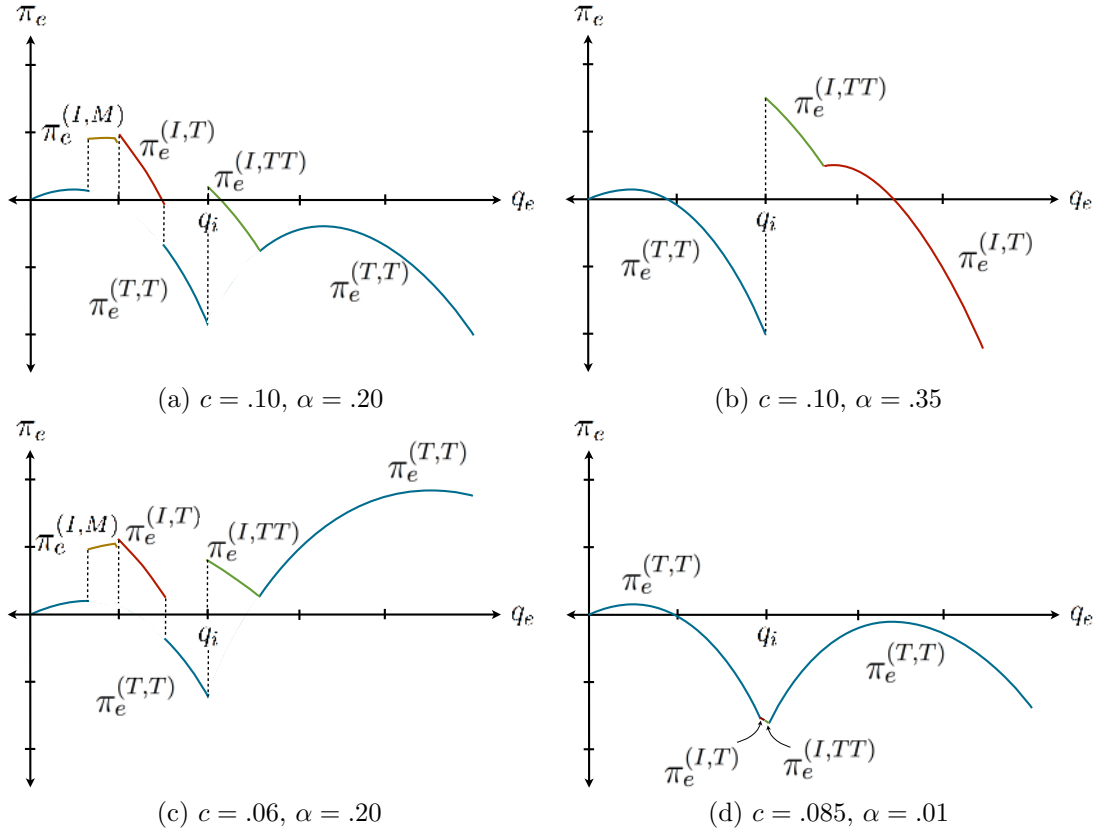 π_e
π_e
π_e^(I,M)
π_e^(I,T)
π_e^(I,TT)
π_e^(I,TT)
q_i
q_e
q_i
q_e
π_e^(T,T)
π_e^(T,T)
π_e^(T,T)
π_e^(I,T)
(a) c = .10, α = .20
(b) c = .10, α = .35
π_e
π_e
π_e^(T,T)
π_e^(I,M)
π_e^(I,T)
π_e^(I,TT)
π_e^(T,T)
q_i
q_e
q_i
q_e
π_e^(T,T)
π_e^(T,T)
π_e^(I,T)
π_e^(I,TT)
(c) c = .06, α = .20
(d) c = .085, α = .01